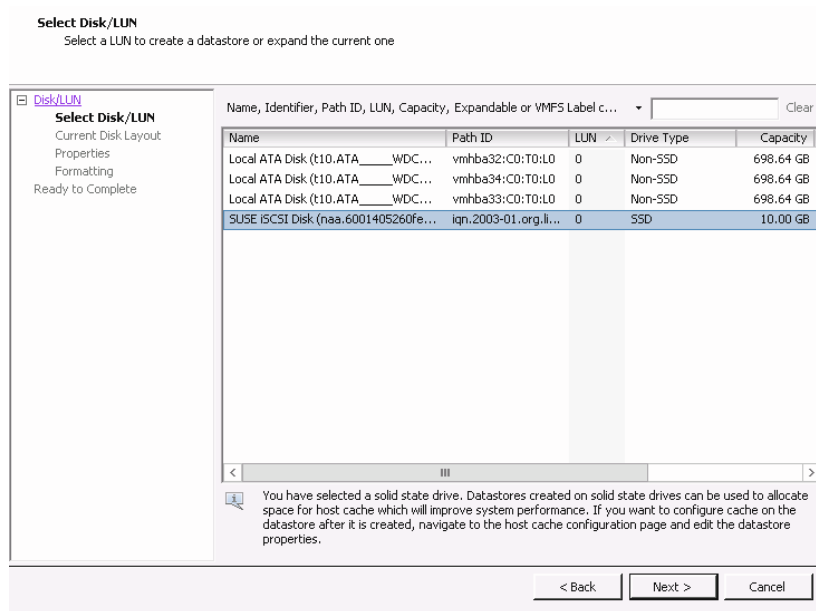 Select Disk/LUN
Select a LUN to create a datastore or expand the current one
Disk/LUN
Select Disk/LUN
Current Disk Layout
Properties
Formatting
Ready to Complete
Name, Identifier, Path ID, LUN, Capacity, Expandable or VMFS Label c... Clear
Name Path ID LUN Drive Type Capacity
Local ATA Disk (t10.ATA_____WDC... vmhba32:C0:T0:L0 0 Non-SSD 698.64 GB
Local ATA Disk (t10.ATA_____WDC... vmhba34:C0:T0:L0 0 Non-SSD 698.64 GB
Local ATA Disk (t10.ATA_____WDC... vmhba33:C0:T0:L0 0 Non-SSD 698.64 GB
SUSE iSCSI Disk (naa.6001405260fe... iqn.2003-01.org.li... 0 SSD 10.00 GB
You have selected a solid state drive. Datastores created on solid state drives can be used to allocate
space for host cache which will improve system performance. If you want to configure cache on the
datastore after it is created, navigate to the host cache configuration page and edit the datastore
properties.
< Back Next > Cancel